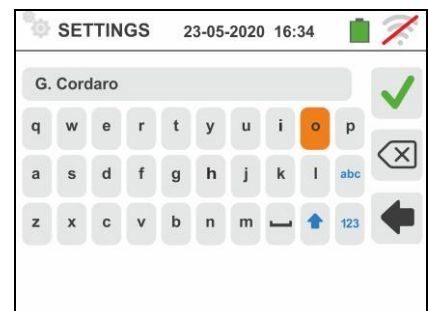 SETTINGS 23-05-2020 16:34
G. Cordaro
q w e r t y u i o p
a s d f g h j k l abc
z x c v b n m 123